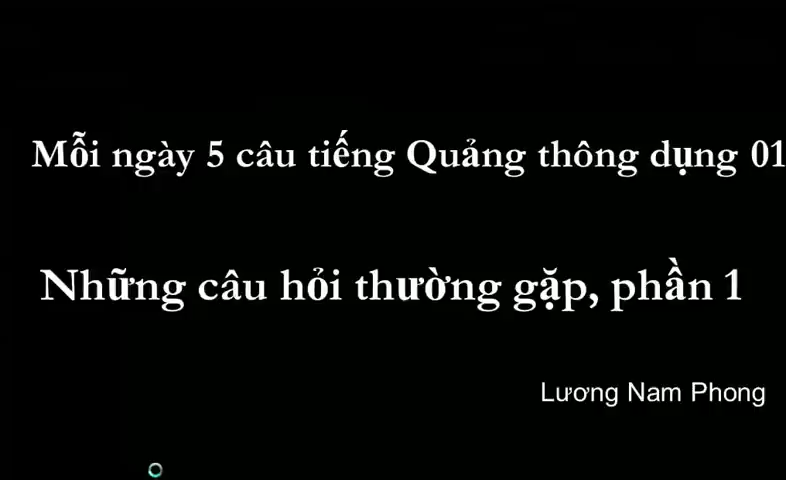 Mỗi ngày 5 câu tiếng Quảng thông dụng 01
Những câu hỏi thường gặp, phần 1
Lương Nam Phong